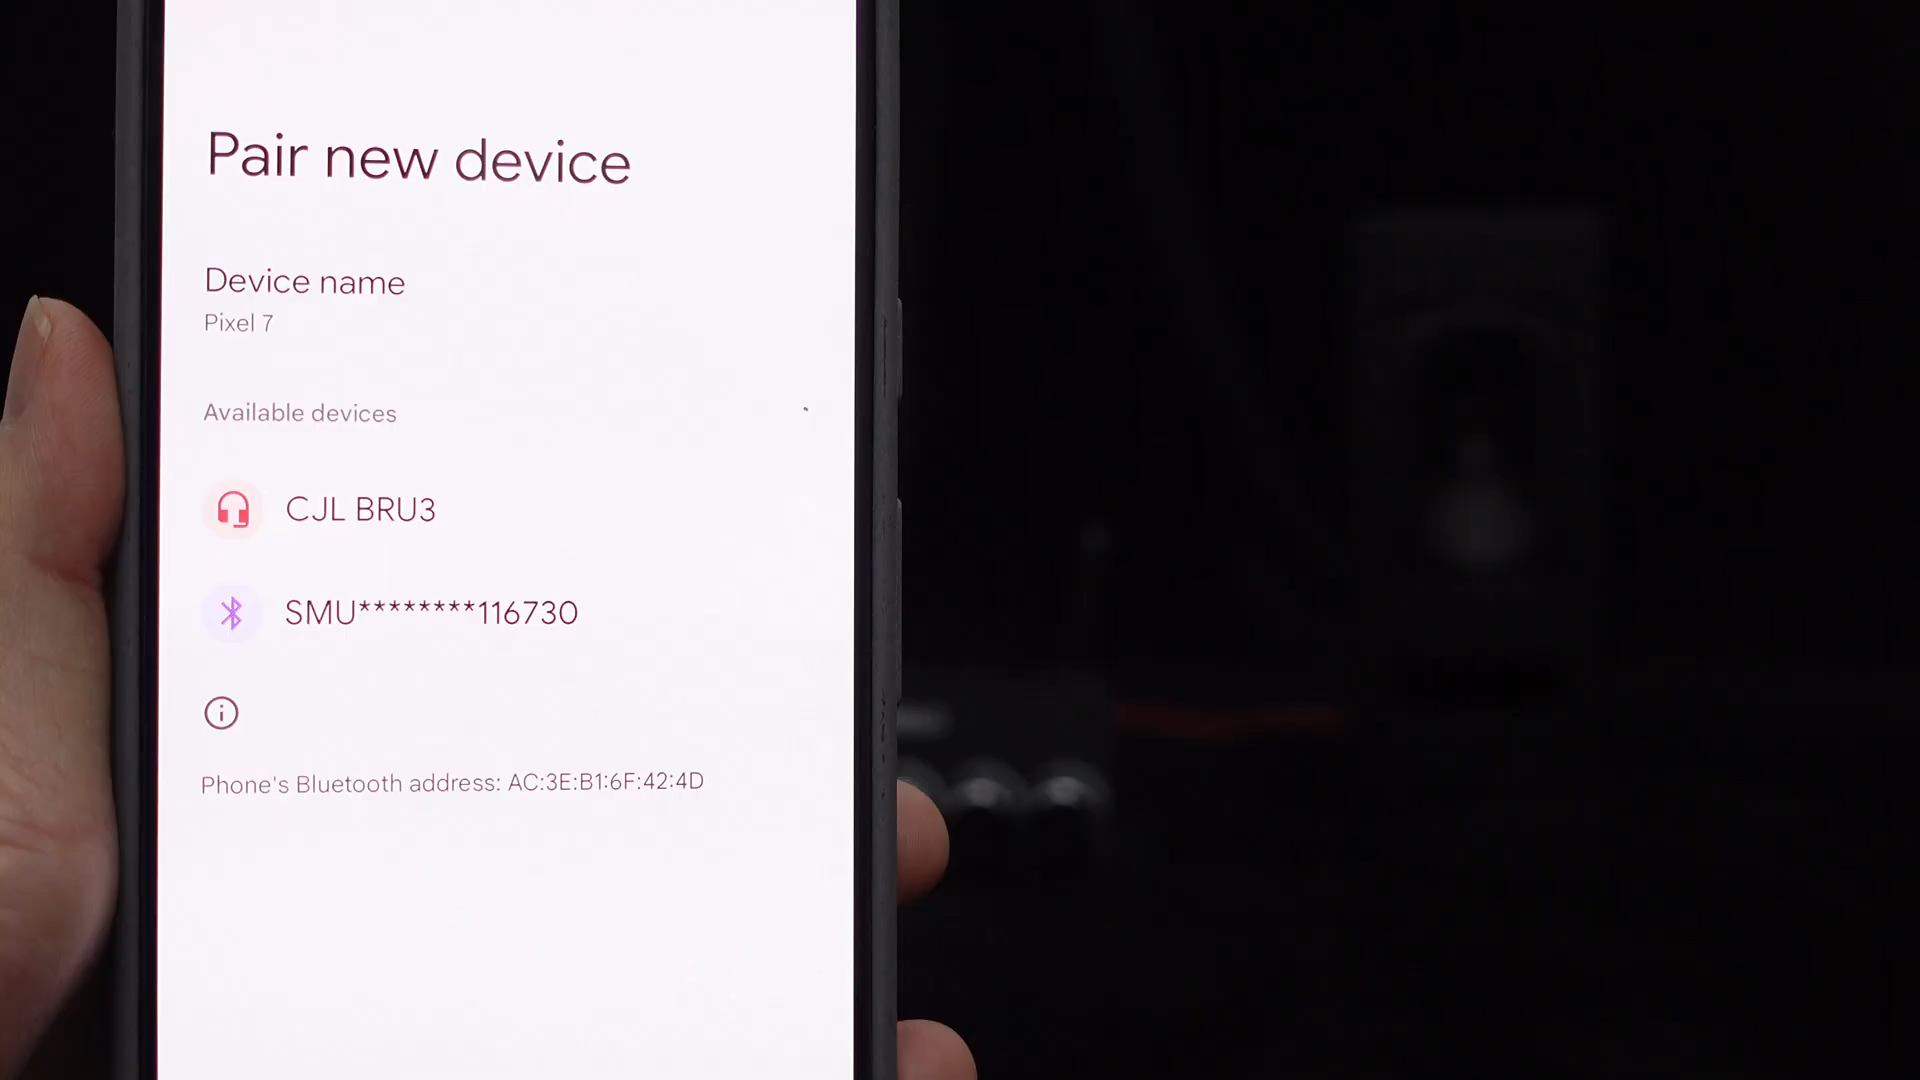 Pair new device
Device name
Pixel 7
Available devices
CJL BRU3
SMU********116730
Phone's Bluetooth address: AC:3E:B1:6F:42:4D